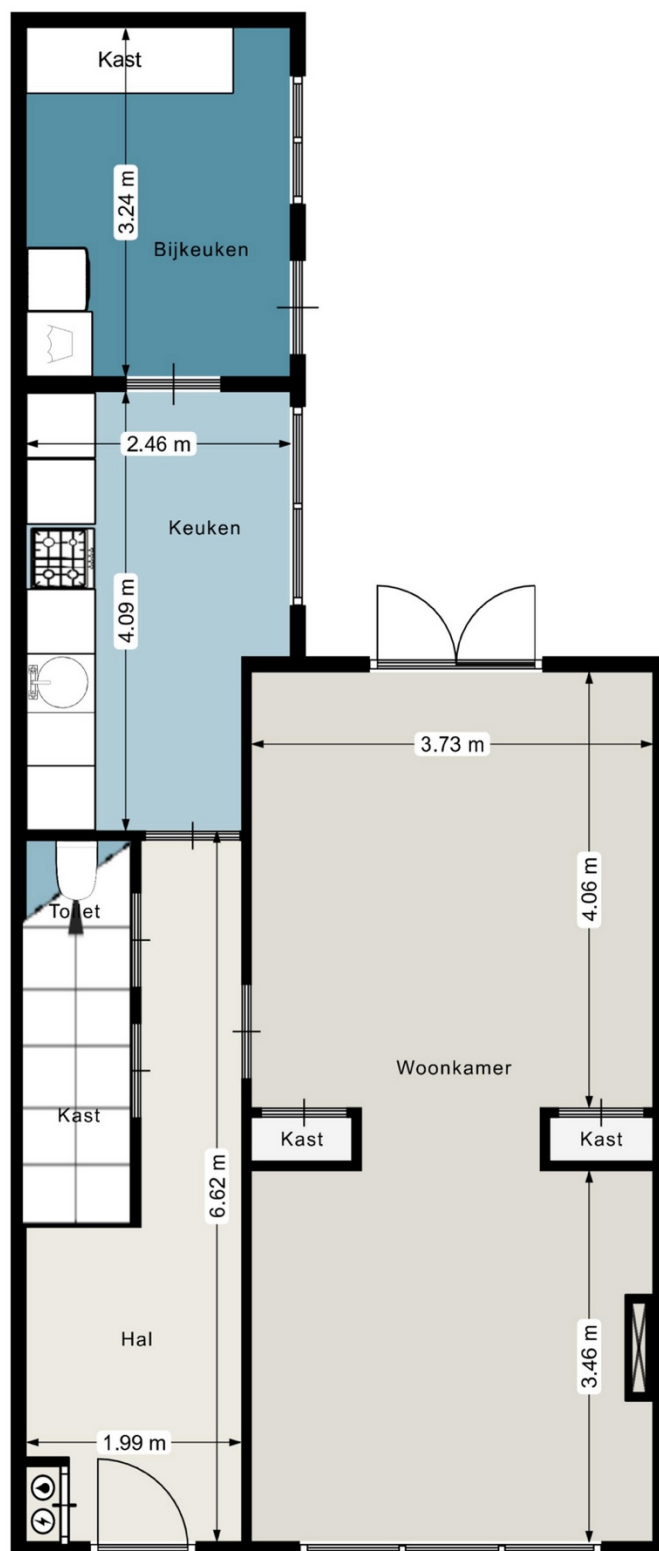 Kast
3.24 m
Bijkeuken
2.46 m
Keuken
4.09 m
3.73 m
4.06 m
Toilet
Woonkamer
Kast
Kast
Kast
6.62 m
Hal
3.46 m
1.99 m